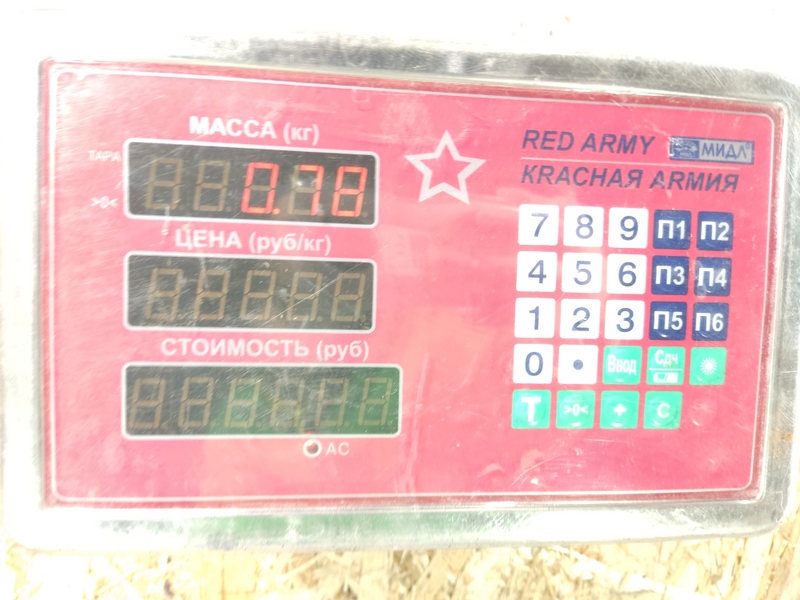 МАССА (кг)
ТАРА
>0<
0.78
ЦЕНА (руб/кг)
СТОИМОСТЬ (руб)
AC
RED ARMY МИДЛ
КRАСНАЯ АRМИЯ
7 8 9 П1 П2
4 5 6 П3 П4
1 2 3 П5 П6
0 • Ввод Сдч
T >0< + C